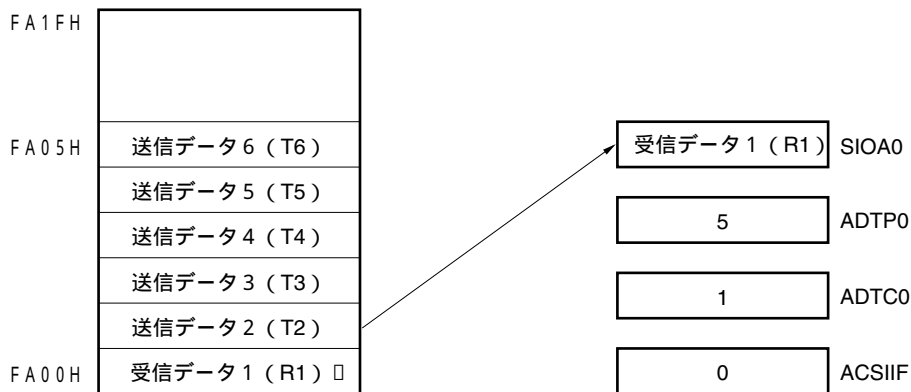 FA1FH
FA05H 送信データ6（T6） 受信データ1（R1） SIOA0
送信データ5（T5）
送信データ4（T4） 5 ADTP0
送信データ3（T3） 1 ADTC0
送信データ2（T2）
FA00H 受信データ1（R1） 0 ACSIIF